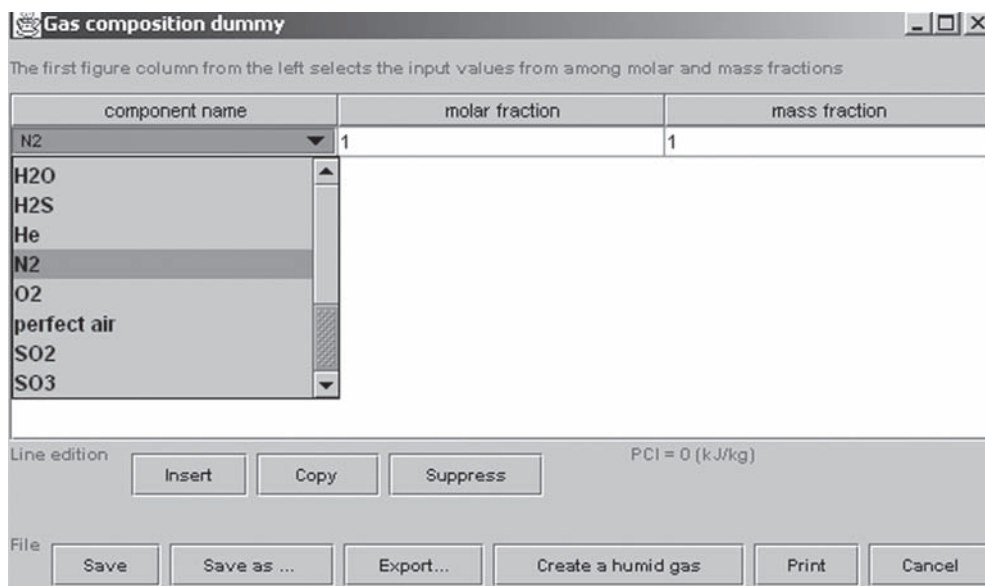 Gas composition dummy
The first figure column from the left selects the input values from among molar and mass fractions
component name molar fraction mass fraction
N2 1 1
H2O
H2S
He
N2
O2
perfect air
SO2
SO3
Line edition Insert Copy Suppress PCI = 0 (kJ/kg)
File Save Save as ... Export... Create a humid gas Print Cancel